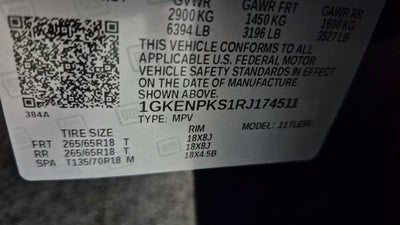 GVWR GAWR FRT GAWR RR
2900 KG 1450 KG 1600 KG
6394 LB 3196 LB 3527 LB
THIS VEHICLE CONFORMS TO ALL
APPLICABLE U.S. FEDERAL MOTOR
VEHICLE SAFETY STANDARDS IN EFFECT
ON THE DATE OF MANUFACTURE
SHOWN ABOVE.
1GKENPKS1RJ174511
TYPE: MPV
384A
MODEL: 11TLE56
TIRE SIZE RIM
FRT 265/65R18 T 18X8J
RR 265/65R18 T 18X8J
SPA T135/70R18 M 18X4.5B
gm